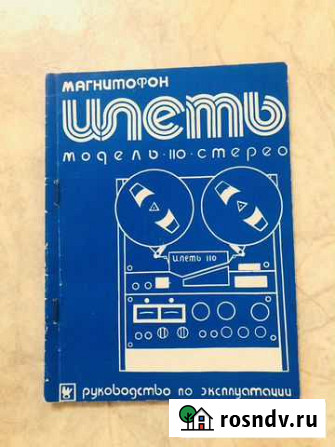 МАГНИТОФОН
ИЛЕТЬ
МОДЕЛЬ·110·СТЕРЕО
ИЛЕТЬ 110
РУКОВОДСТВО ПО ЭКСПЛУАТАЦИИ
rosndv.ru